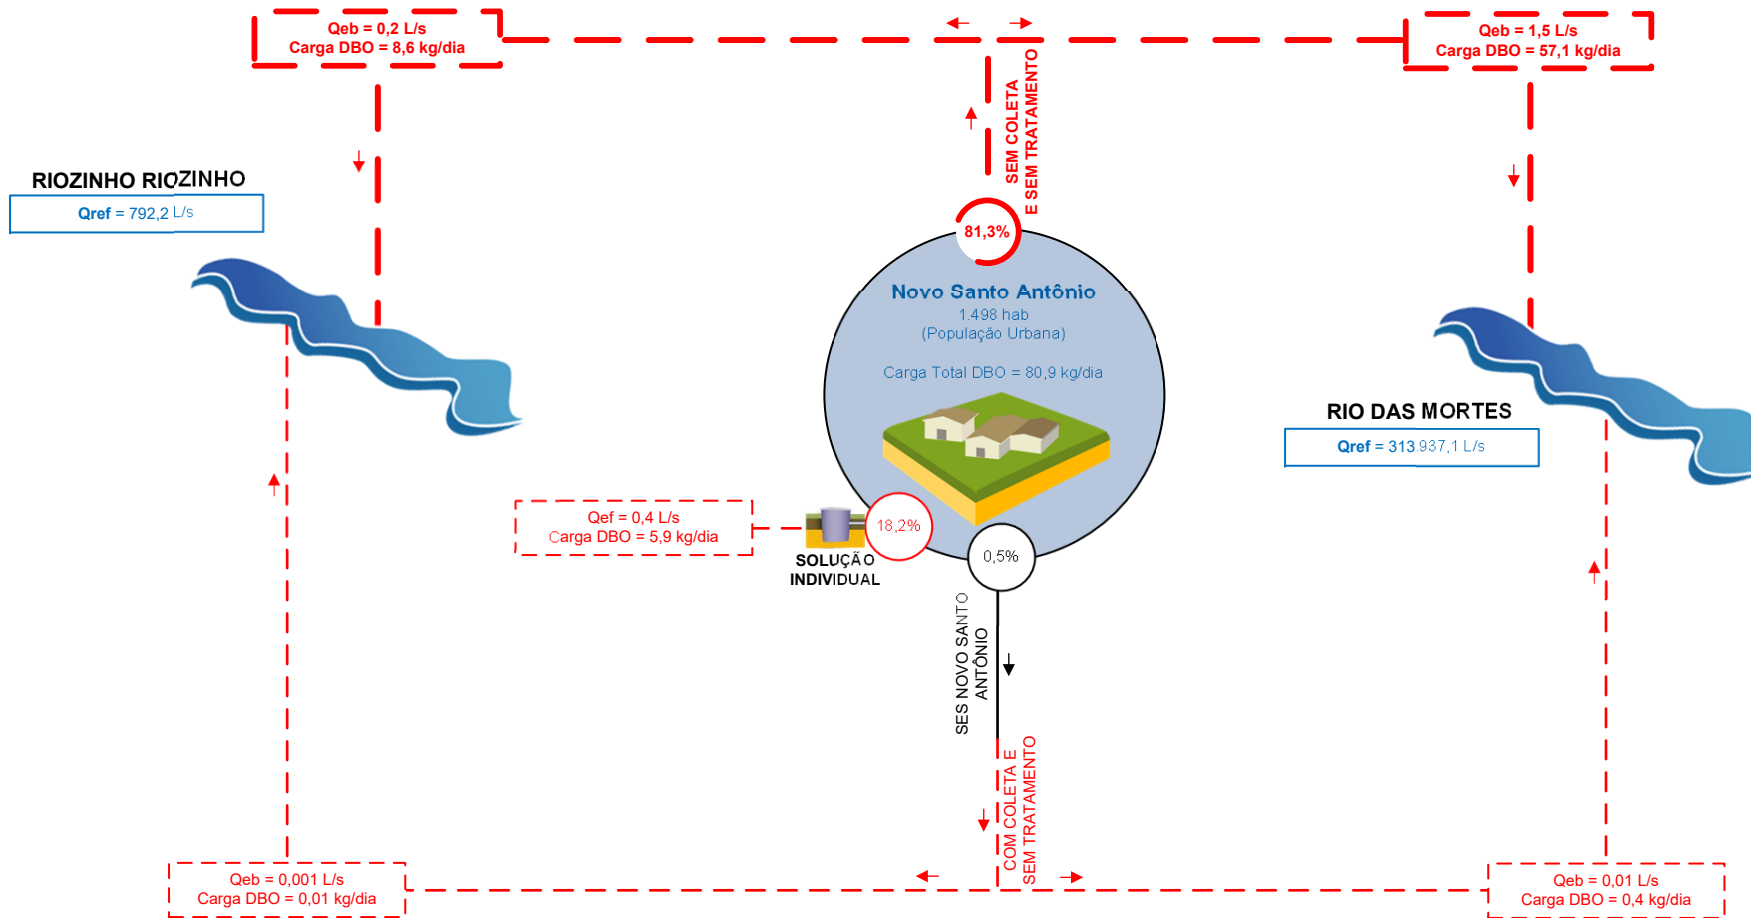 Qeb = 0,2 L/s
Carga DBO = 8,6 kg/dia
Qeb = 1,5 L/s
Carga DBO = 57,1 kg/dia
SEM COLETA
E SEM TRATAMENTO
RIOZINHO RIOZINHO
Qref = 792,2 L/s
81,3%
Novo Santo Antônio
1.498 hab
(População Urbana)
Carga Total DBO = 80,9 kg/dia
RIO DAS MORTES
Qref = 313.937,1 L/s
Qef = 0,4 L/s
Carga DBO = 5,9 kg/dia
18,2%
SOLUÇÃO
INDIVIDUAL
0,5%
SES NOVO SANTO
ANTÔNIO
COM COLETA E
SEM TRATAMENTO
Qeb = 0,001 L/s
Carga DBO = 0,01 kg/dia
Qeb = 0,01 L/s
Carga DBO = 0,4 kg/dia